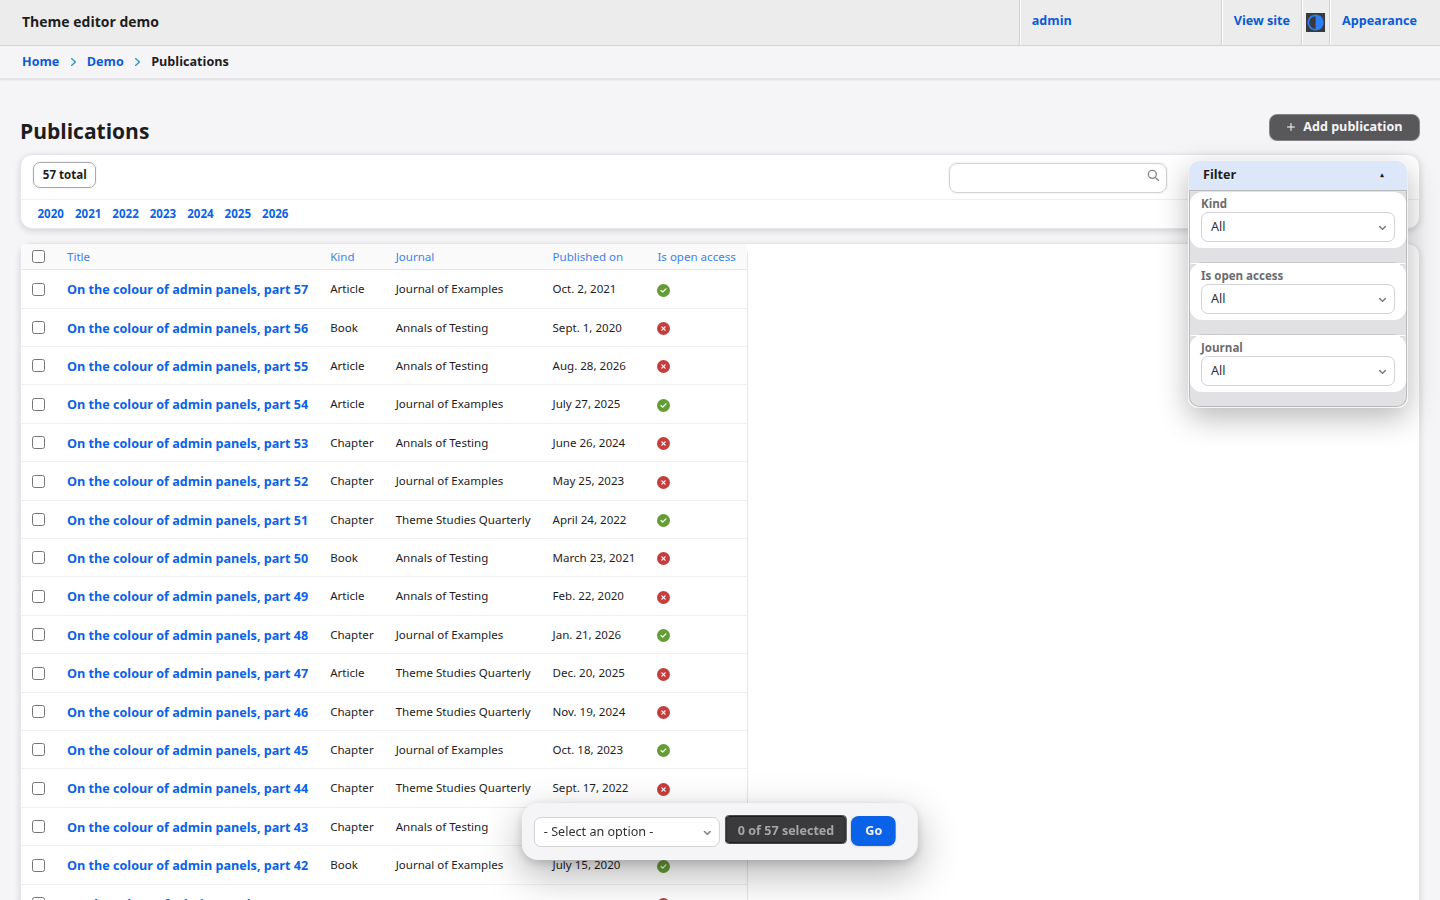 Theme editor demo
admin
View site
Appearance
Home > Demo > Publications
Publications
+ Add publication
57 total
2020 2021 2022 2023 2024 2025 2026
Filter
Kind
All
Is open access
All
Journal
All
Title Kind Journal Published on Is open access
On the colour of admin panels, part 57 Article Journal of Examples Oct. 2, 2021
On the colour of admin panels, part 56 Book Annals of Testing Sept. 1, 2020
On the colour of admin panels, part 55 Article Annals of Testing Aug. 28, 2026
On the colour of admin panels, part 54 Article Journal of Examples July 27, 2025
On the colour of admin panels, part 53 Chapter Annals of Testing June 26, 2024
On the colour of admin panels, part 52 Chapter Journal of Examples May 25, 2023
On the colour of admin panels, part 51 Chapter Theme Studies Quarterly April 24, 2022
On the colour of admin panels, part 50 Book Annals of Testing March 23, 2021
On the colour of admin panels, part 49 Article Annals of Testing Feb. 22, 2020
On the colour of admin panels, part 48 Chapter Journal of Examples Jan. 21, 2026
On the colour of admin panels, part 47 Article Theme Studies Quarterly Dec. 20, 2025
On the colour of admin panels, part 46 Chapter Theme Studies Quarterly Nov. 19, 2024
On the colour of admin panels, part 45 Chapter Journal of Examples Oct. 18, 2023
On the colour of admin panels, part 44 Chapter Theme Studies Quarterly Sept. 17, 2022
On the colour of admin panels, part 43 Chapter Annals of Testing
- Select an option - 0 of 57 selected Go
On the colour of admin panels, part 42 Book Journal of Examples July 15, 2020